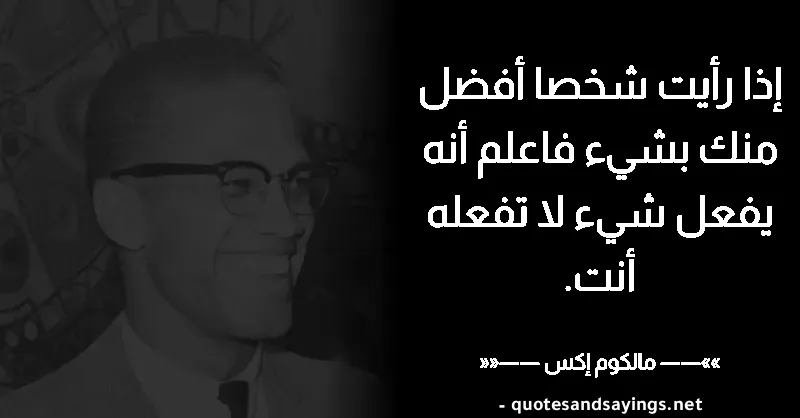 إذا رأيت شخصا أفضل
منك بشيء فاعلم أنه
يفعل شيء لا تفعله
أنت.
»—— مالكوم إكس ——««
- quotesandsayings.net